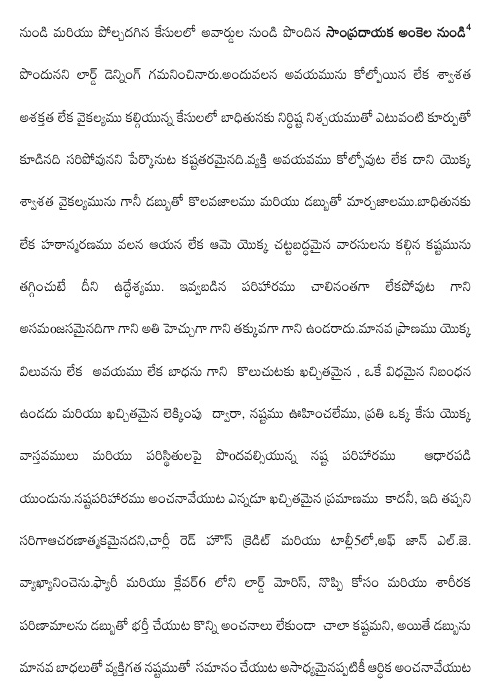 నుండి మరియు పోల్చదగిన కేసులలో అవార్డుల నుండి పొందిన సాంప్రదాయక అంకెల నుండి4
పొందునని లార్డ్ డెన్నింగ్ గమనించినారు.అందువలన అవయమును కోల్పోయిన లేక శ్వాశత
అశక్తత లేక వైకల్యము కల్గియున్న కేసులలో బాధితునకు నిర్ధిష్ట నిశ్చయముతో ఎటువంటి కూర్పుతో
కూడినది సరిపోవునని పేర్కొనుట కష్టతరమైనది.వ్యక్తి అవయవము కోల్పోవుట లేక దాని యొక్క
శ్వాశత వైకల్యమును గానీ డబ్బుతో కొలవజాలము మరియు డబ్బుతో మార్చజాలము.బాధితునకు
లేక హఠాన్మరణము వలన ఆయన లేక ఆమె యొక్క చట్టబద్ధమైన వారసులను కల్గిన కష్టమును
తగ్గించుటే దీని ఉద్ధేశ్యము. ఇవ్వబడిన పరిహారము చాలినంతగా లేకపోవుట గాని
అసమంజసమైనదిగా గాని అతి హెచ్చుగా గాని తక్కువగా గాని ఉండరాదు.మానవ ప్రాణము యొక్క
విలువను లేక అవయము లేక బాధను గాని కొలుచుటకు ఖచ్చితమైన , ఒకే విధమైన నిబంధన
ఉండదు మరియు ఖచ్చితమైన లెక్కింపు ద్వారా, నష్టము ఊహించలేము, ప్రతి ఒక్క కేసు యొక్క
వాస్తవములు మరియు పరిస్థితులపై పొందవల్సియున్న నష్ట పరిహారము ఆధారపడి
యుండును.నష్టపరిహారము అంచనావేయుట ఎన్నడూ ఖచ్చితమైన ప్రమాణము కాదనీ, ఇది తప్పని
సరిగాఆచరణాత్మకమైనదని,చార్లీ రెడ్ హౌస్ క్రెడిట్ మరియు టాల్లీ5లో,అఫ్ జాన్ ఎల్.జె.
వ్యాఖ్యానించెను.ఫ్యారీ మరియు క్లేవర్6 లోని లార్డ్ మోరిస్, నొప్పి కోసం మరియు శారీరక
పరిణామాలను డబ్బుతో భర్తీ చేయుట కొన్ని అంచనాలు లేకుండా చాలా కష్టమని, అయితే డబ్బును
మానవ బాధలుతో వ్యక్తిగత నష్టముతో సమానం చేయుట అసాధ్యమైనప్పటికీ ఆర్ధిక అంచనావేయుట